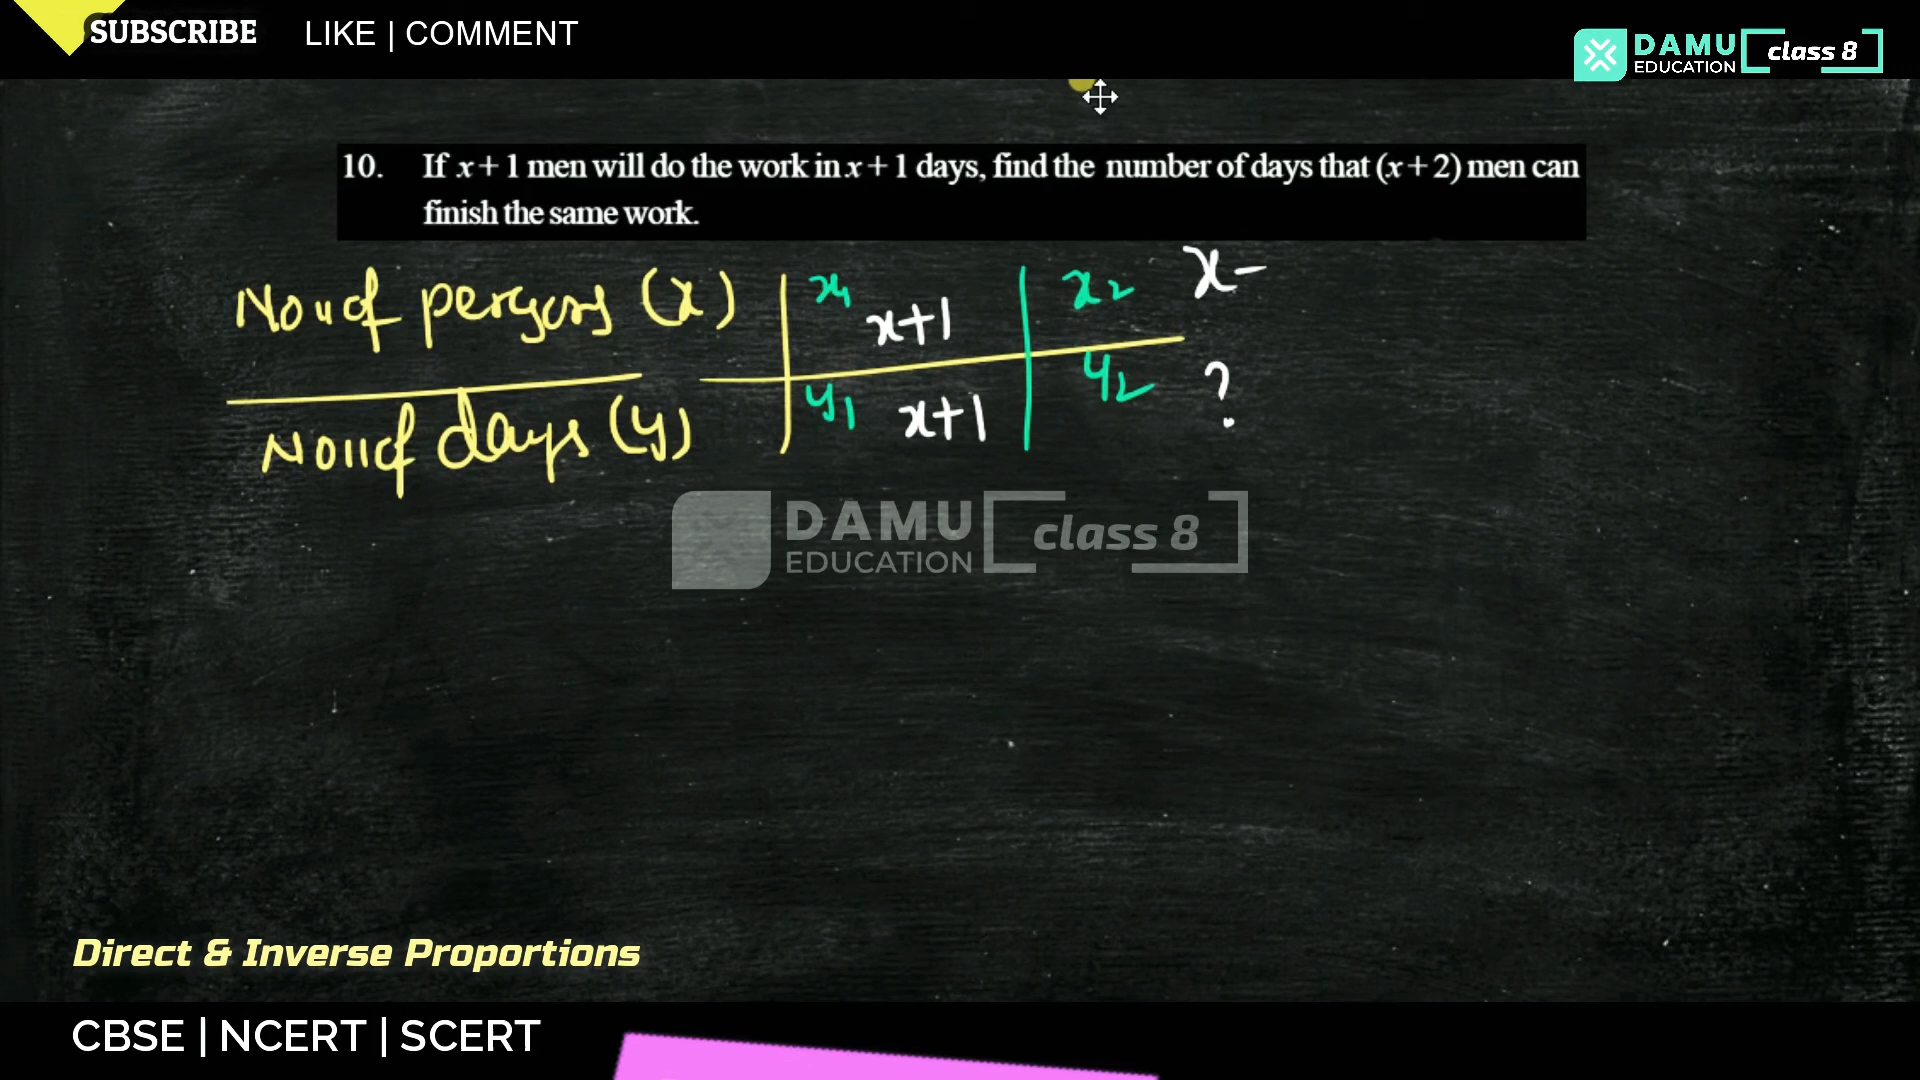 SUBSCRIBE LIKE | COMMENT
DAMU EDUCATION class 8
10. If x + 1 men will do the work in x + 1 days, find the number of days that (x + 2) men can
finish the same work.
No of persons (x) x1 x+1 x2 x-
No of days (y) y1 x+1 y2 ?
DAMU EDUCATION class 8
Direct & Inverse Proportions
CBSE | NCERT | SCERT